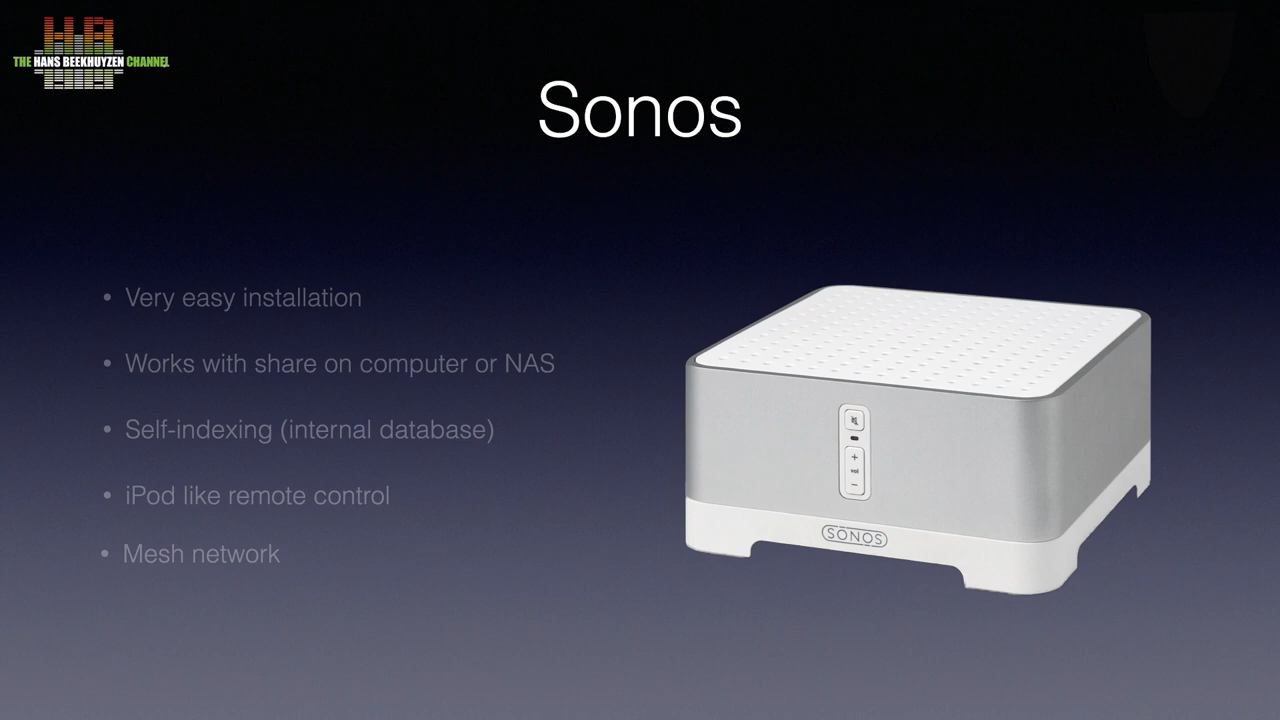 THE HANS BEEKHUYZEN CHANNEL
Sonos
• Very easy installation
• Works with share on computer or NAS
• Self-indexing (internal database)
• iPod like remote control
• Mesh network
+
vol
−
SONOS